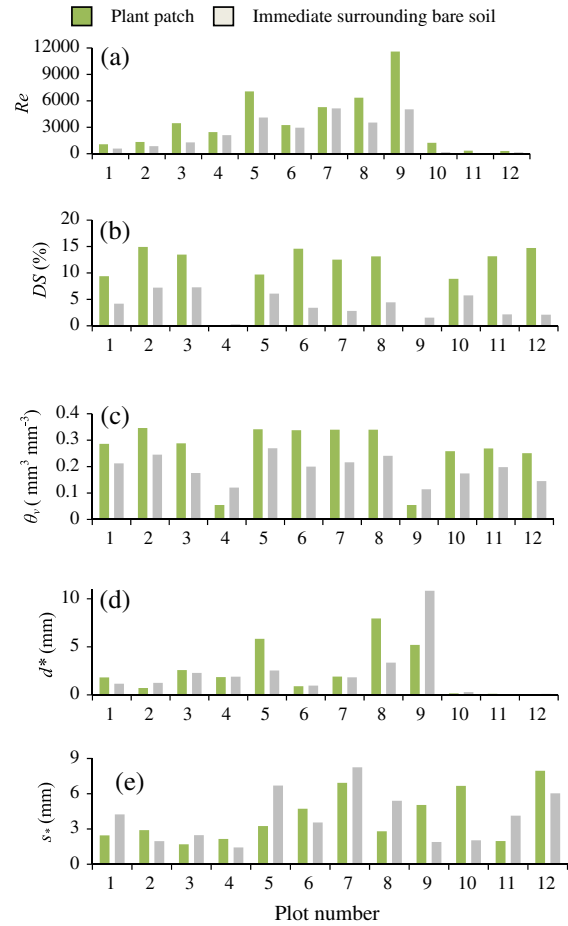 Plant patch Immediate surrounding bare soil
(a)
Re
12000
9000
6000
3000
0
1 2 3 4 5 6 7 8 9 10 11 12
(b)
DS (%)
20
15
10
5
0
1 2 3 4 5 6 7 8 9 10 11 12
(c)
θv ( mm³ mm⁻³)
0.4
0.3
0.2
0.1
0
1 2 3 4 5 6 7 8 9 10 11 12
(d)
d* (mm)
10
5
0
1 2 3 4 5 6 7 8 9 10 11 12
(e)
s* (mm)
9
6
3
0
1 2 3 4 5 6 7 8 9 10 11 12
Plot number